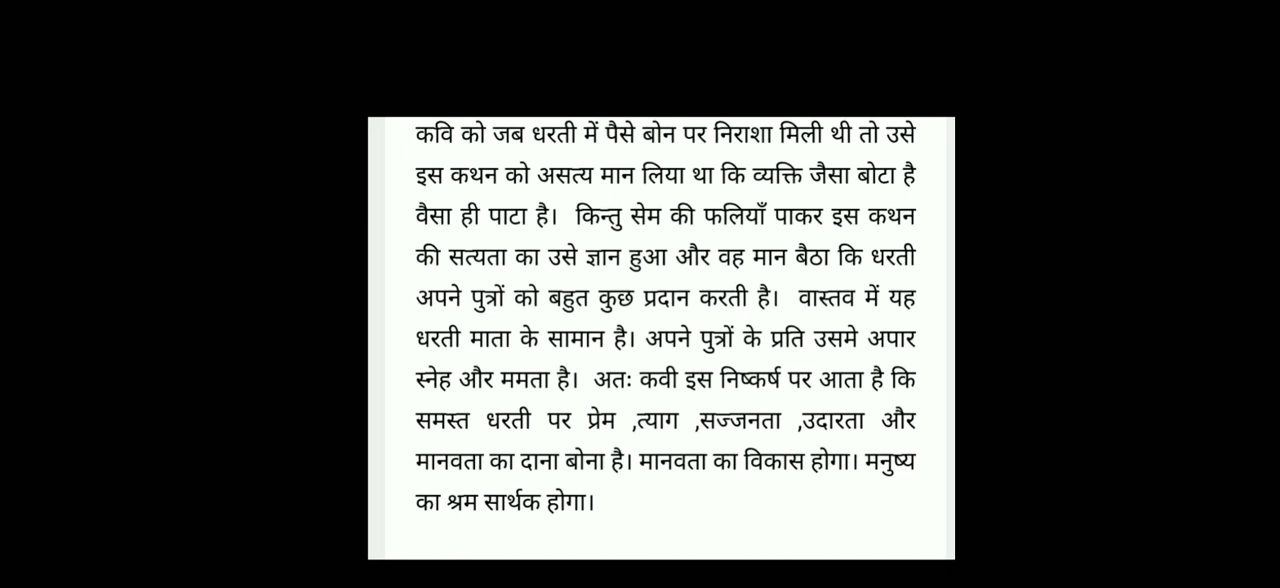 कवि को जब धरती में पैसे बोन पर निराशा मिली थी तो उसे
इस कथन को असत्य मान लिया था कि व्यक्ति जैसा बोटा है
वैसा ही पाटा है। किन्तु सेम की फलियाँ पाकर इस कथन
की सत्यता का उसे ज्ञान हुआ और वह मान बैठा कि धरती
अपने पुत्रों को बहुत कुछ प्रदान करती है। वास्तव में यह
धरती माता के सामान है। अपने पुत्रों के प्रति उसमे अपार
स्नेह और ममता है। अतः कवी इस निष्कर्ष पर आता है कि
समस्त धरती पर प्रेम ,त्याग ,सज्जनता ,उदारता और
मानवता का दाना बोना है। मानवता का विकास होगा। मनुष्य
का श्रम सार्थक होगा।